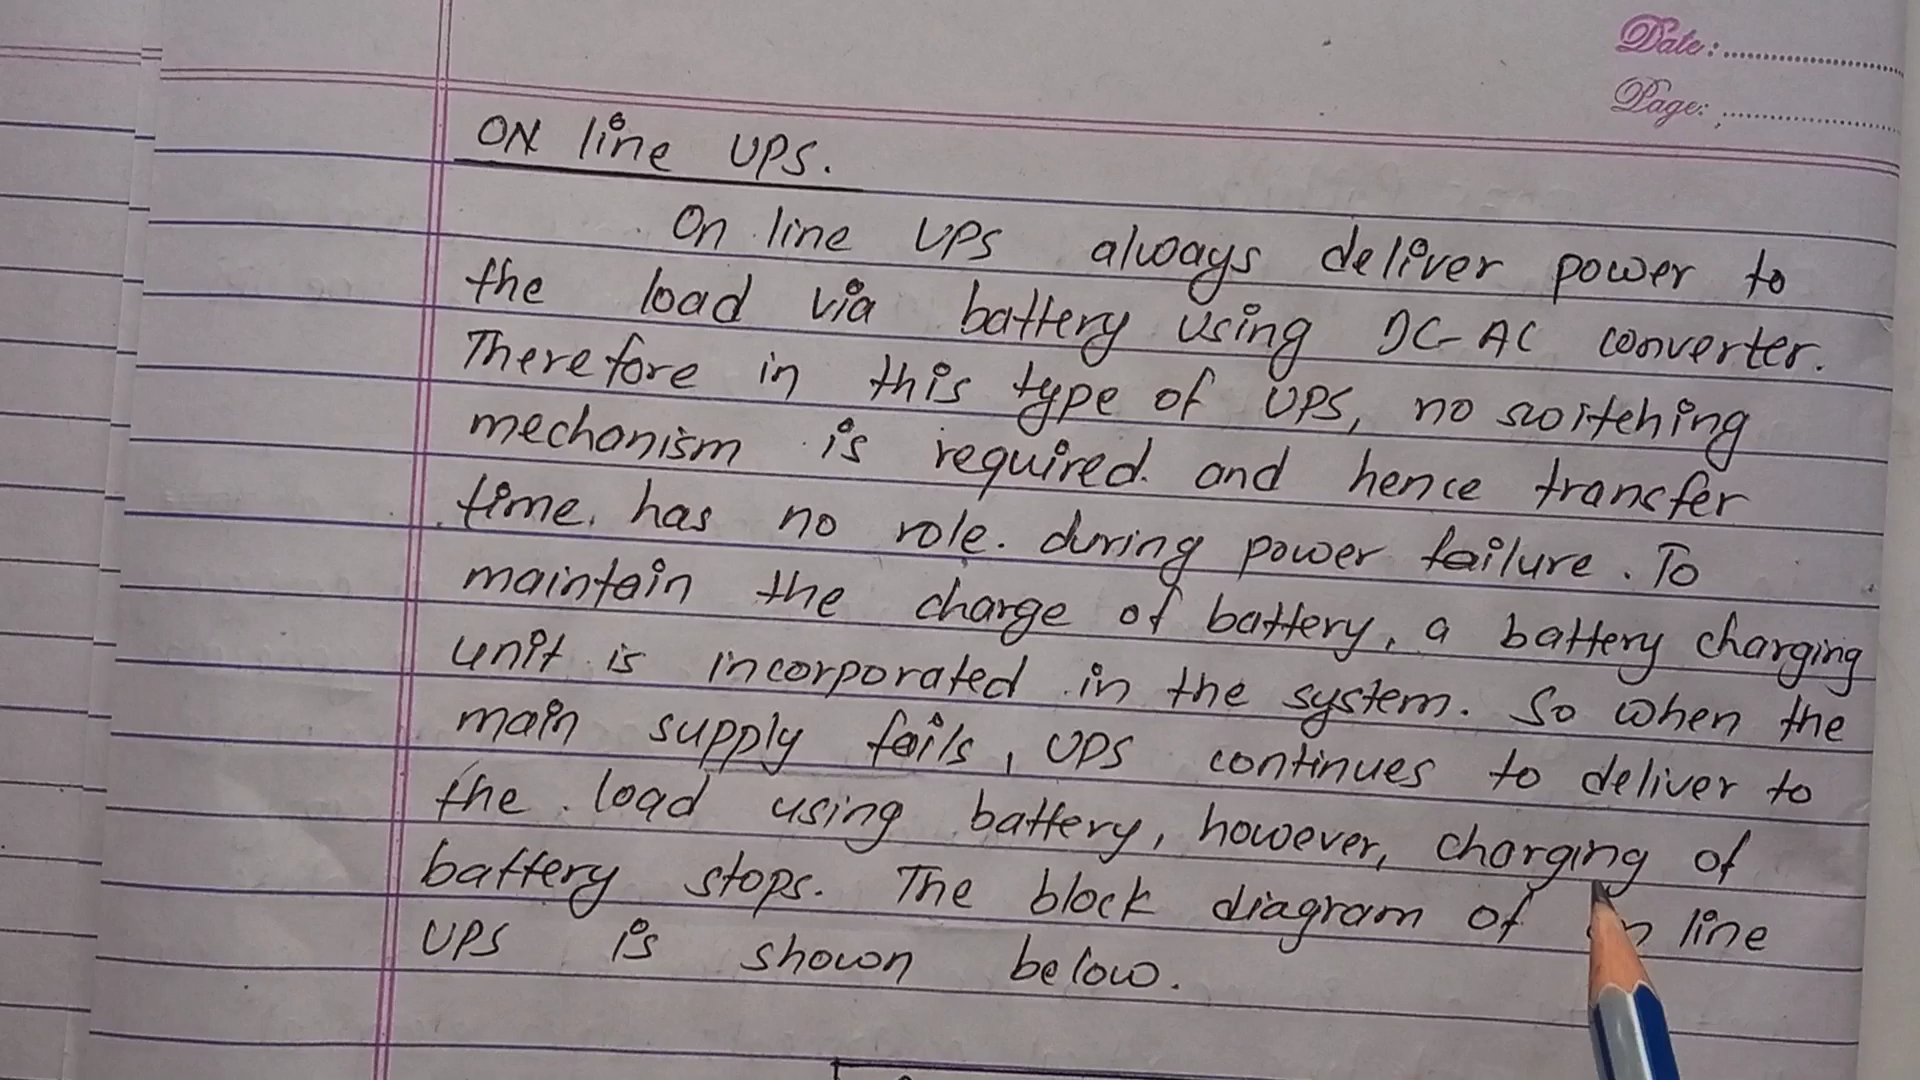 Date:
Page:
ON line UPS.
On line UPS always deliver power to
the load via battery using DC-AC converter.
Therefore in this type of UPS, no switching
mechanism is required. and hence transfer
time. has no role. during power failure. To
maintain the charge of battery, a battery charging
unit is incorporated in the system. So when the
main supply fails, UPS continues to deliver to
the load using battery, however, charging of
battery stops. The block diagram of on line
UPS is shown below.